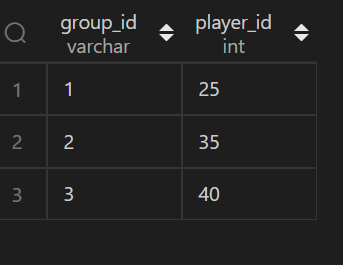 group_id player_id
varchar int
1 1 25
2 2 35
3 3 40